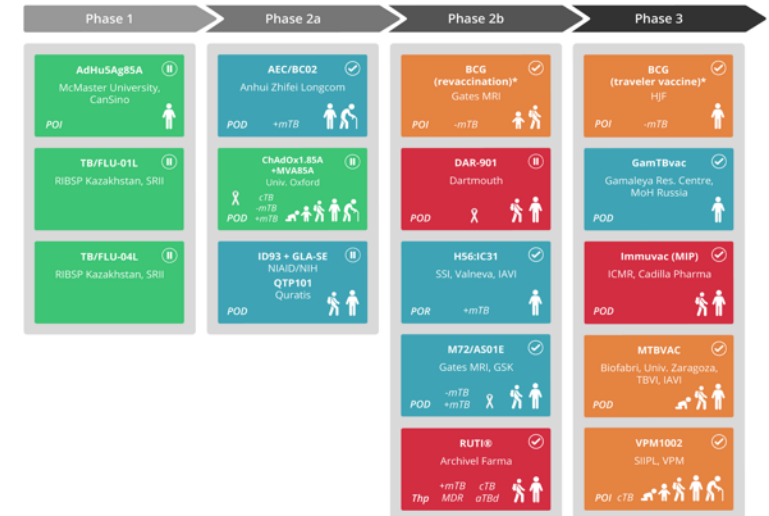 Phase 1
Phase 2a
Phase 2b
Phase 3
AdHu5Ag85A
McMaster University,
CanSino
POI
TB/FLU-01L
RIBSP Kazakhstan, SRII
TB/FLU-04L
RIBSP Kazakhstan, SRII
AEC/BC02
Anhui Zhifei Longcom
POD +mTB
ChAdOx1.85A
+MVA85A
Univ. Oxford
cTB
-mTB
POD +mTB
ID93 + GLA-SE
NIAID/NIH
QTP101
Quratis
POD
BCG
(revaccination)*
Gates MRI
POI -mTB
DAR-901
Dartmouth
POD
H56:IC31
SSI, Valneva, IAVI
POR +mTB
M72/AS01E
Gates MRI, GSK
-mTB
POD +mTB
RUTI®
Archivel Farma
+mTB cTB
Thp MDR aTBd
BCG
(traveler vaccine)*
HJF
POI -mTB
GamTBvac
Gamaleya Res. Centre,
MoH Russia
POD
Immuvac (MIP)
ICMR, Cadilla Pharma
POD
MTBVAC
Biofabri, Univ. Zaragoza,
TBVI, IAVI
POD
VPM1002
SIIPL, VPM
POI cTB